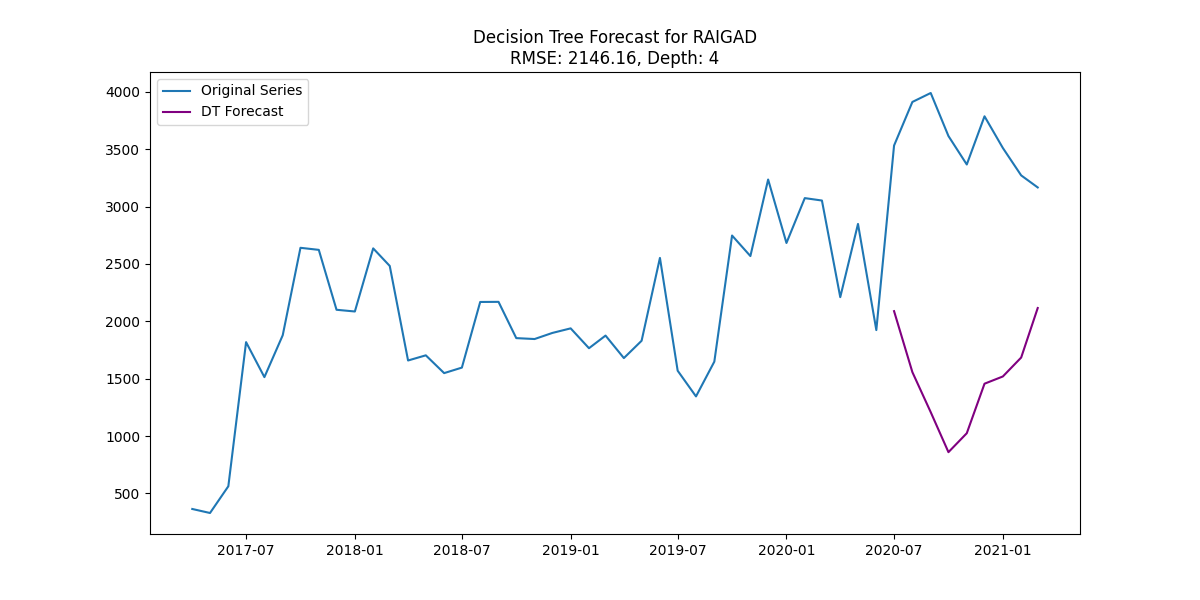 Decision Tree Forecast for RAIGAD
RMSE: 2146.16, Depth: 4
Original Series
DT Forecast
4000
3500
3000
2500
2000
1500
1000
500
2017-07 2018-01 2018-07 2019-01 2019-07 2020-01 2020-07 2021-01